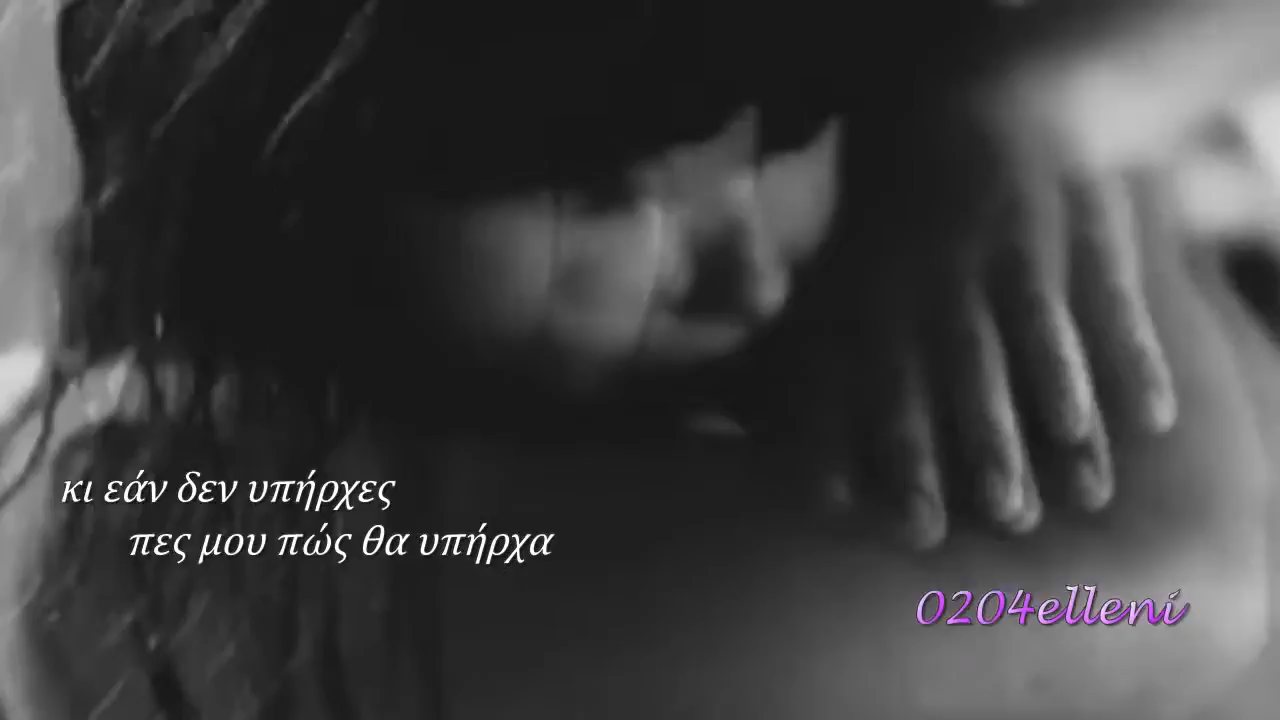 κι εάν δεν υπήρχες
πες μου πώς θα υπήρχα
0204elleni